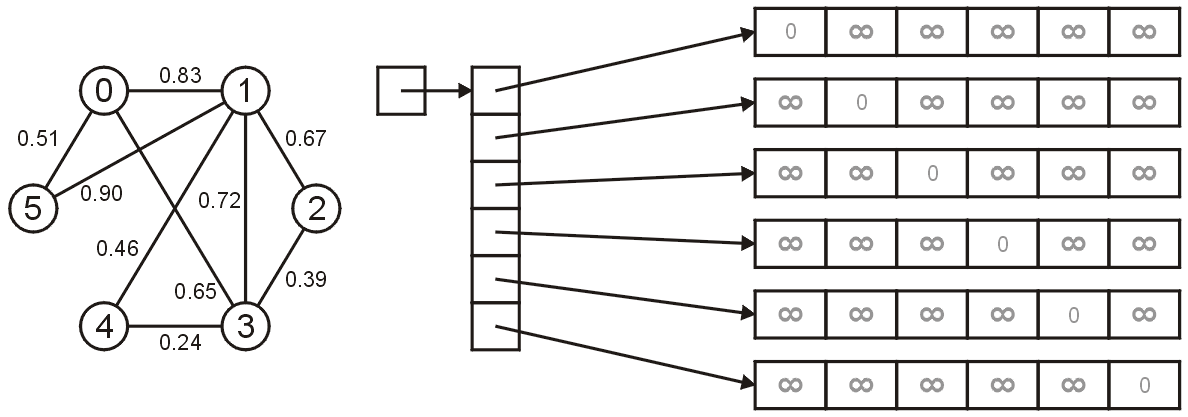 0.83
0 1
0.51 0.67
0.90 0.72
5 2
0.46 0.65 0.39
4 3
0.24
0 ∞ ∞ ∞ ∞ ∞
∞ 0 ∞ ∞ ∞ ∞
∞ ∞ 0 ∞ ∞ ∞
∞ ∞ ∞ 0 ∞ ∞
∞ ∞ ∞ ∞ 0 ∞
∞ ∞ ∞ ∞ ∞ 0